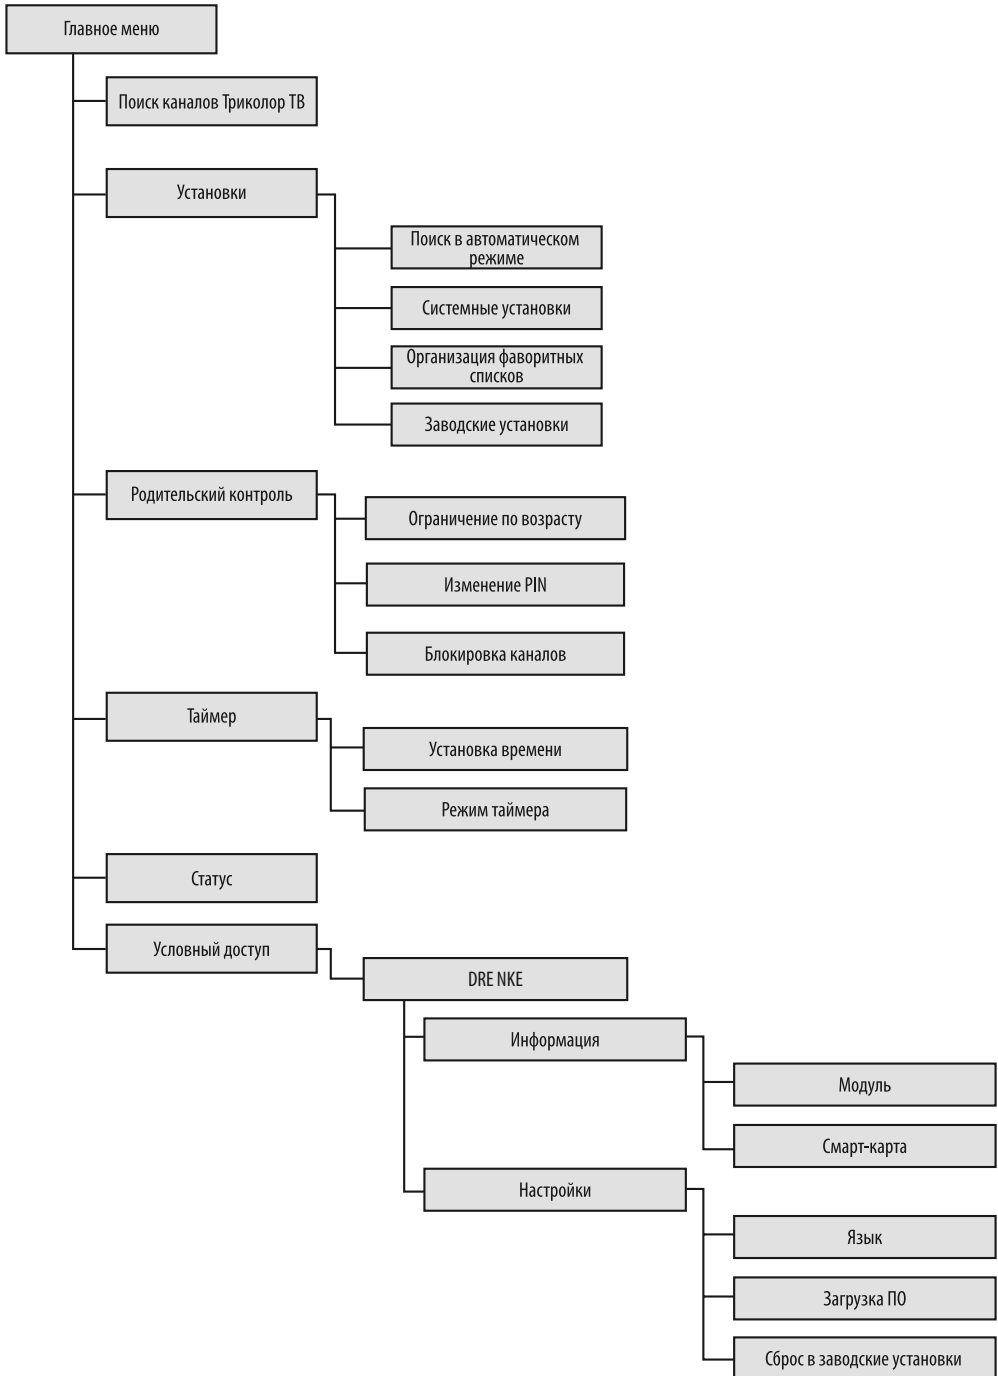 Главное меню
Поиск каналов Триколор ТВ
Установки
Поиск в автоматическом
режиме
Системные установки
Организация фаворитных
списков
Заводские установки
Родительский контроль
Ограничение по возрасту
Изменение PIN
Блокировка каналов
Таймер
Установка времени
Режим таймера
Статус
Условный доступ
DRE NKE
Информация
Модуль
Смарт-карта
Настройки
Язык
Загрузка ПО
Сброс в заводские установки